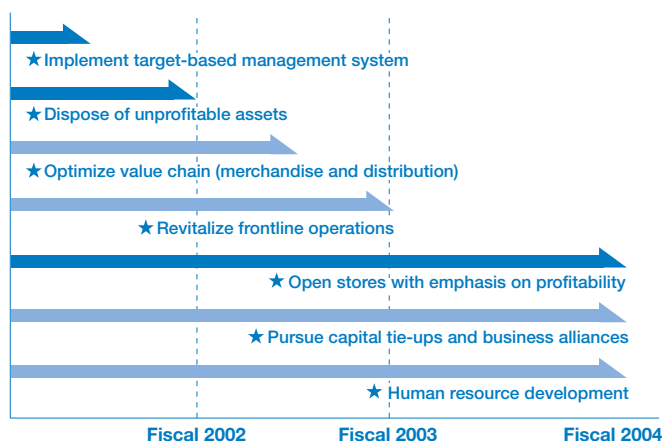 ★ Implement target-based management system
★ Dispose of unprofitable assets
★ Optimize value chain (merchandise and distribution)
★ Revitalize frontline operations
★ Open stores with emphasis on profitability
★ Pursue capital tie-ups and business alliances
★ Human resource development
Fiscal 2002 Fiscal 2003 Fiscal 2004